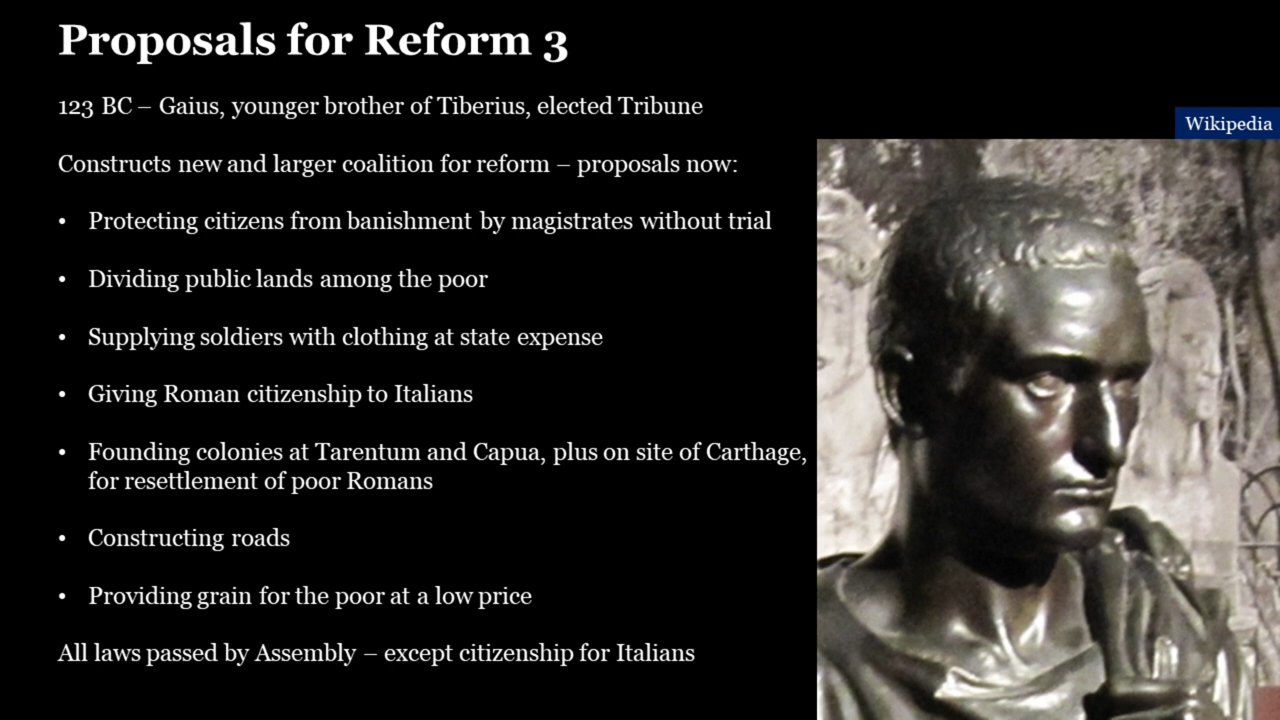 Proposals for Reform 3
123 BC – Gaius, younger brother of Tiberius, elected Tribune
Wikipedia
Constructs new and larger coalition for reform – proposals now:
• Protecting citizens from banishment by magistrates without trial
• Dividing public lands among the poor
• Supplying soldiers with clothing at state expense
• Giving Roman citizenship to Italians
• Founding colonies at Tarentum and Capua, plus on site of Carthage,
for resettlement of poor Romans
• Constructing roads
• Providing grain for the poor at a low price
All laws passed by Assembly – except citizenship for Italians